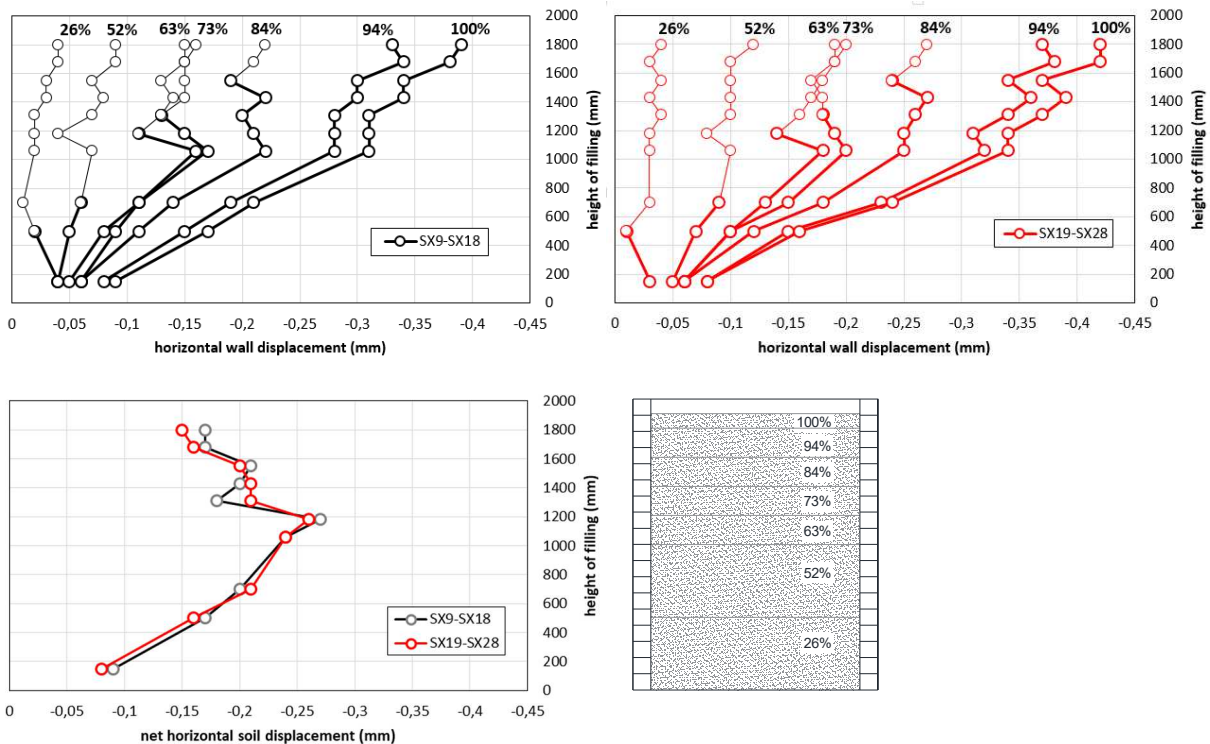 26% 52% 63% 73% 84% 94% 100%
2000
1800
1600
1400
1200
1000
800
600
400
200
0
height of filling (mm)
SX9-SX18
0 -0,05 -0,1 -0,15 -0,2 -0,25 -0,3 -0,35 -0,4 -0,45
horizontal wall displacement (mm)
26% 52% 63% 73% 84% 94% 100%
2000
1800
1600
1400
1200
1000
800
600
400
200
0
height of filling (mm)
SX19-SX28
0 -0,05 -0,1 -0,15 -0,2 -0,25 -0,3 -0,35 -0,4 -0,45
horizontal wall displacement (mm)
2000
1800
1600
1400
1200
1000
800
600
400
200
0
height of filling (mm)
SX9-SX18
SX19-SX28
0 -0,05 -0,1 -0,15 -0,2 -0,25 -0,3 -0,35 -0,4 -0,45
net horizontal soil displacement (mm)
100%
94%
84%
73%
63%
52%
26%